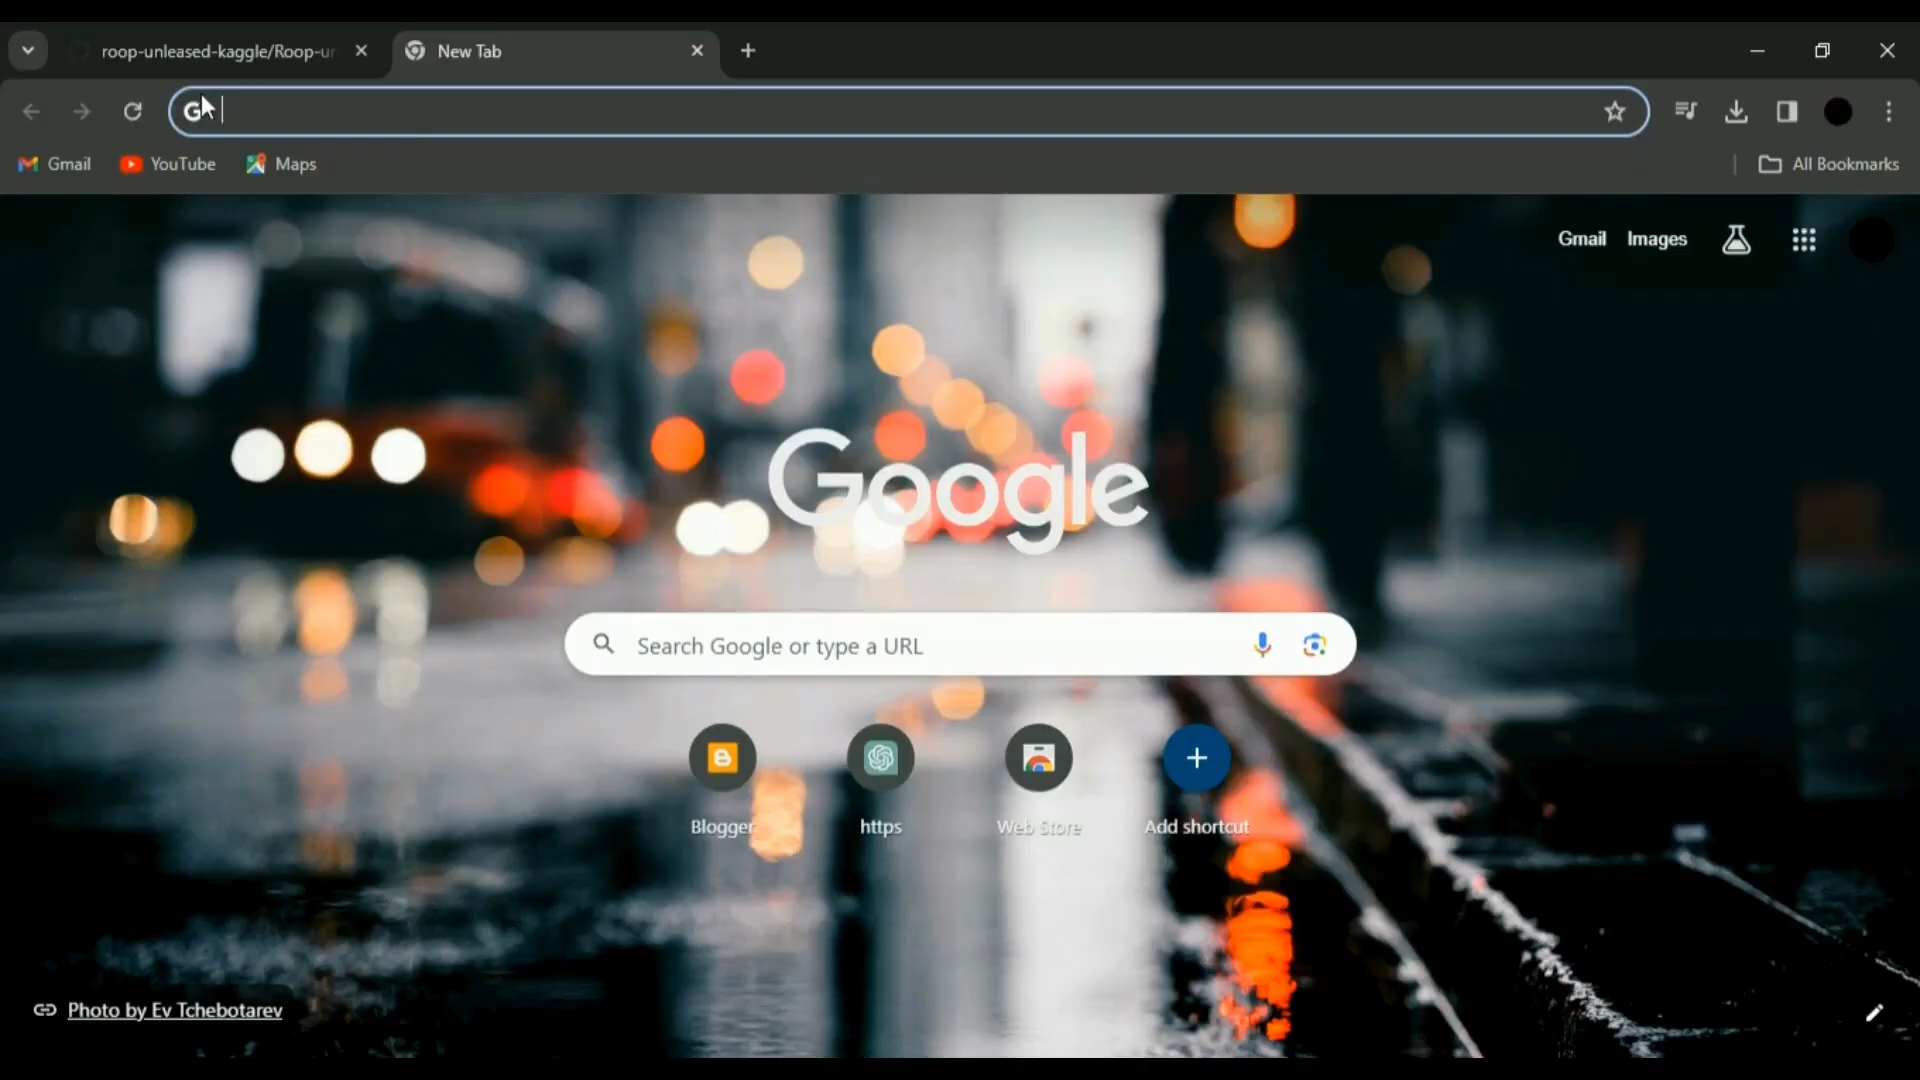 roop-unleased-kaggle/Roop-un
New Tab
G
Gmail
YouTube
Maps
All Bookmarks
Gmail
Images
Google
Search Google or type a URL
Blogger
https
Web Store
Add shortcut
Photo by Ev Tchebotarev